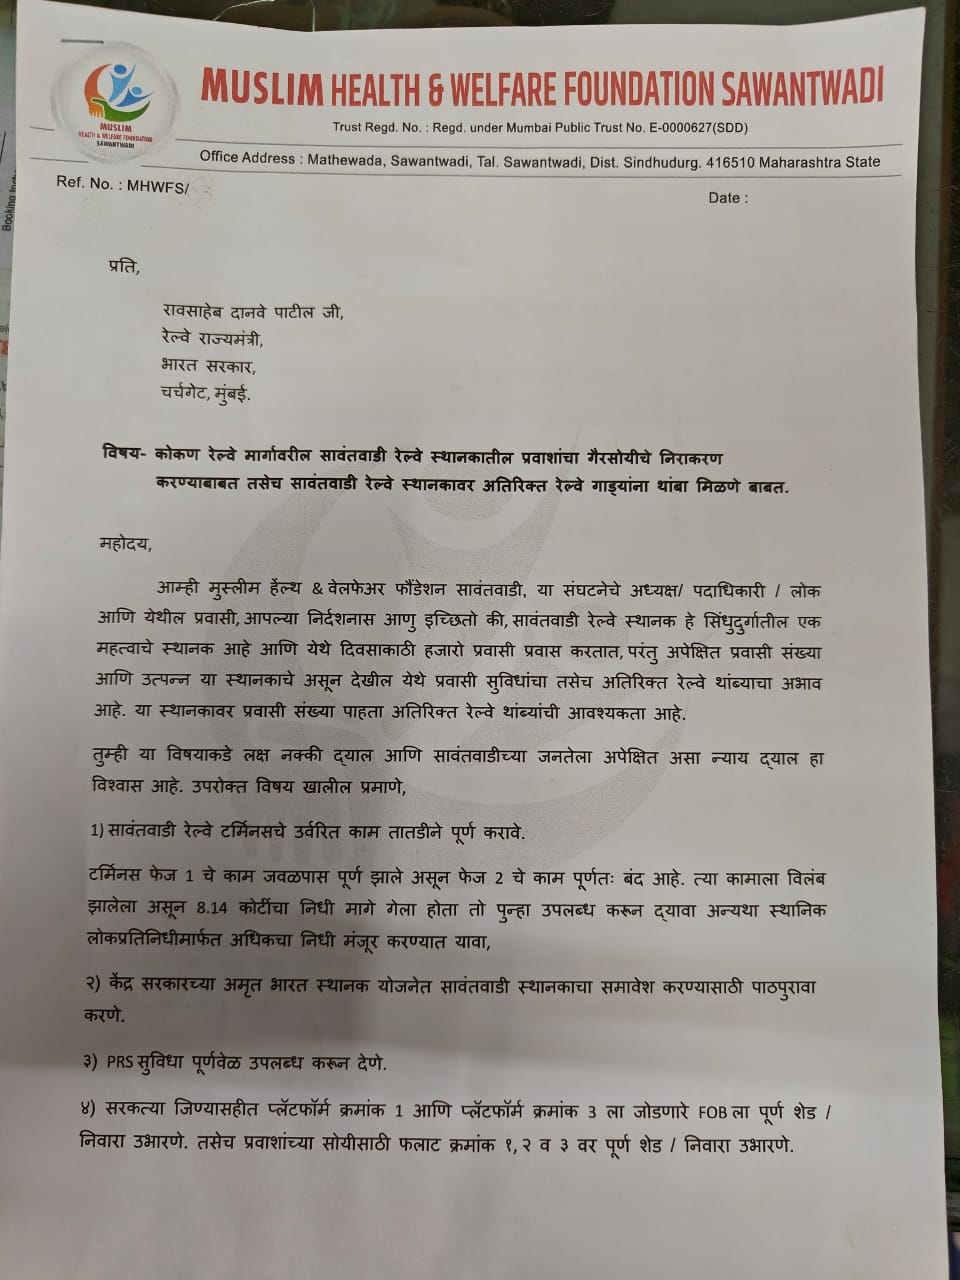 MUSLIM HEALTH & WELFARE FOUNDATION SAWANTWADI
Trust Regd. No. : Regd. under Mumbai Public Trust No. E-0000627(SDD)
MUSLIM
HEALTH & WELFARE FOUNDATION
SAWANTWADI
Office Address : Mathewada, Sawantwadi, Tal. Sawantwadi, Dist. Sindhudurg. 416510 Maharashtra State
Ref. No. : MHWFS/
Date :
प्रति,
रावसाहेब दानवे पाटील जी,
रेल्वे राज्यमंत्री,
भारत सरकार,
चर्चगेट, मुंबई.
विषय- कोकण रेल्वे मार्गावरील सावंतवाडी रेल्वे स्थानकातील प्रवाशांचा गैरसोयीचे निराकरण
करण्याबाबत तसेच सावंतवाडी रेल्वे स्थानकावर अतिरिक्त रेल्वे गाड्यांना थांबा मिळणे बाबत.
महोदय,
आम्ही मुस्लीम हेंल्थ & वेलफेअर फौंडेशन सावंतवाडी, या संघटनेचे अध्यक्ष/ पदाधिकारी / लोक
आणि येथील प्रवासी, आपल्या निर्दशनास आणु इच्छितो की, सावंतवाडी रेल्वे स्थानक हे सिंधुदुर्गातील एक
महत्वाचे स्थानक आहे आणि येथे दिवसाकाठी हजारो प्रवासी प्रवास करतात, परंतु अपेक्षित प्रवासी संख्या
आणि उत्पन्न या स्थानकाचे असून देखील येथे प्रवासी सुविधांचा तसेच अतिरिक्त रेल्वे थांब्याचा अभाव
आहे. या स्थानकावर प्रवासी संख्या पाहता अतिरिक्त रेल्वे थांब्यांची आवश्यकता आहे.
तुम्ही या विषयाकडे लक्ष नक्की द्याल आणि सावंतवाडीच्या जनतेला अपेक्षित असा न्याय द्याल हा
विश्वास आहे. उपरोक्त विषय खालील प्रमाणे,
1) सावंतवाडी रेल्वे टर्मिनसचे उर्वरित काम तातडीने पूर्ण करावे.
टर्मिनस फेज 1 चे काम जवळपास पूर्ण झाले असून फेज 2 चे काम पूर्णतः बंद आहे. त्या कामाला विलंब
झालेला असून 8.14 कोटींचा निधी मागे गेला होता तो पुन्हा उपलब्ध करून द्यावा अन्यथा स्थानिक
लोकप्रतिनिधीमार्फत अधिकचा निधी मंजूर करण्यात यावा,
२) केंद्र सरकारच्या अमृत भारत स्थानक योजनेत सावंतवाडी स्थानकाचा समावेश करण्यासाठी पाठपुरावा
करणे.
३) PRS सुविधा पूर्णवेळ उपलब्ध करून देणे.
४) सरकत्या जिण्यासहीत प्लॅटफॉर्म क्रमांक 1 आणि प्लॅटफॉर्म क्रमांक 3 ला जोडणारे FOB ला पूर्ण शेड /
निवारा उभारणे. तसेच प्रवाशांच्या सोयीसाठी फलाट क्रमांक १, २ व ३ वर पूर्ण शेड / निवारा उभारणे.